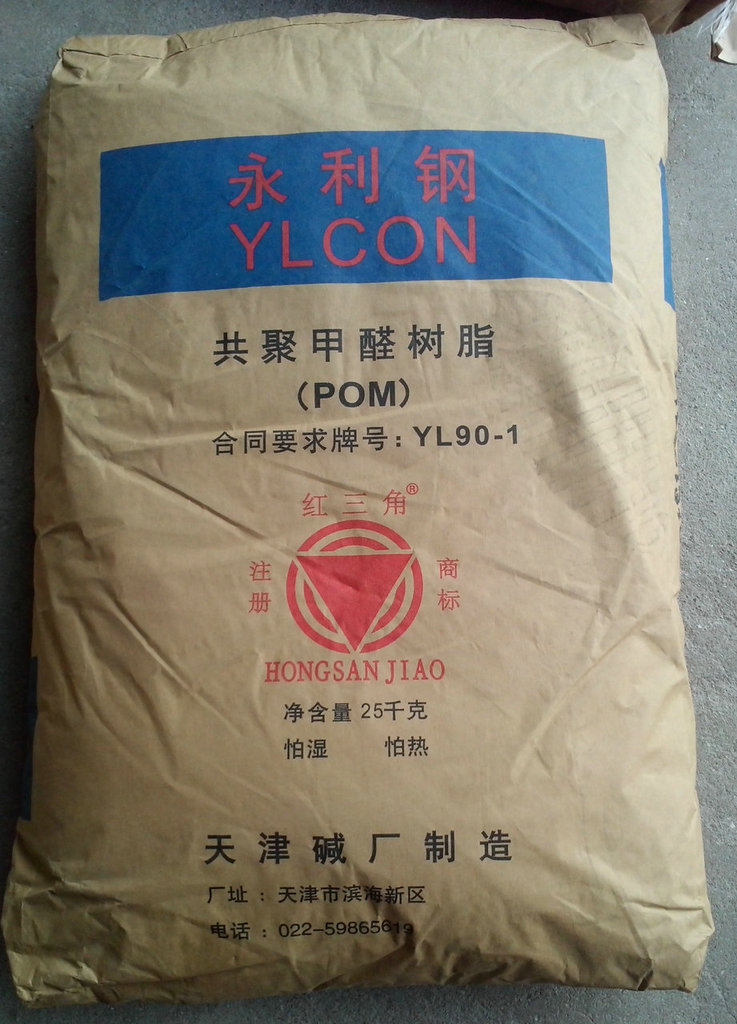 永利钢
YLCON
共聚甲醛树脂
(POM)
合同要求牌号：YL90-1
红三角®
注册 商标
HONGSANJIAO
净含量 25千克
怕湿 怕热
天津碱厂制造
厂址：天津市滨海新区
电话：022-59865619